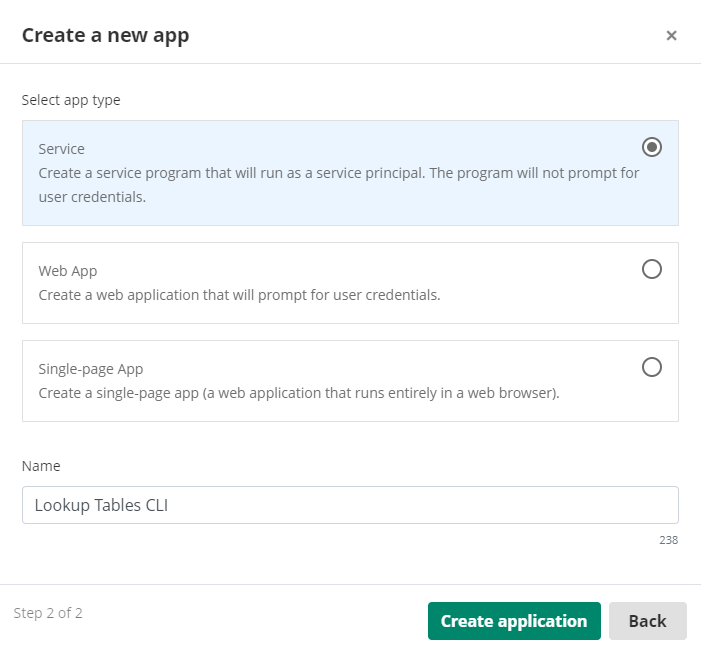 Create a new app
×
Select app type
Service
Create a service program that will run as a service principal. The program will not prompt for
user credentials.
Web App
Create a web application that will prompt for user credentials.
Single-page App
Create a single-page app (a web application that runs entirely in a web browser).
Name
Lookup Tables CLI
238
Step 2 of 2
Create application
Back